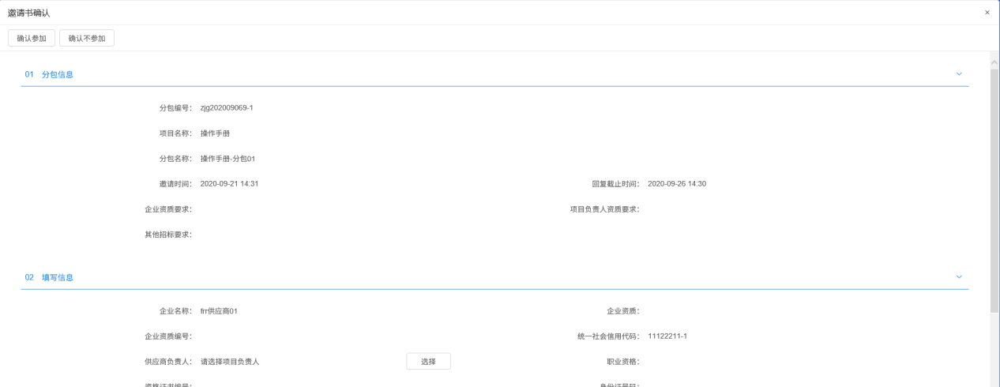 邀请书确认
×
确认参加 确认不参加
01 分包信息
分包编号： zjg202009069-1
项目名称： 操作手册
分包名称： 操作手册-分包01
邀请时间： 2020-09-21 14:31 回复截止时间： 2020-09-26 14:30
企业资质要求： 项目负责人资质要求：
其他招标要求：
02 填写信息
企业名称： frr供应商01 企业资质：
企业资质编号： 统一社会信用代码： 11122211-1
供应商负责人： 请选择项目负责人 选择 职业资格：
资格证书编号： 身份证号码：